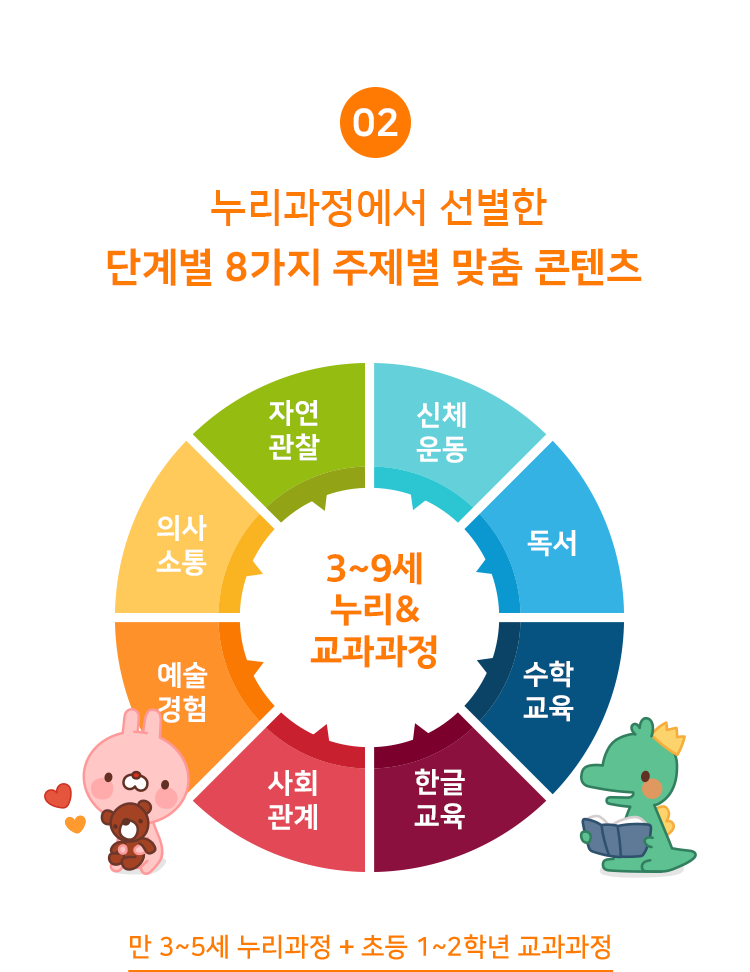 02
누리과정에서 선별한
단계별 8가지 주제별 맞춤 콘텐츠
자연
관찰
신체
운동
의사
소통
독서
3~9세
누리&
교과과정
예술
경험
수학
교육
사회
관계
한글
교육
만 3~5세 누리과정 + 초등 1~2학년 교과과정